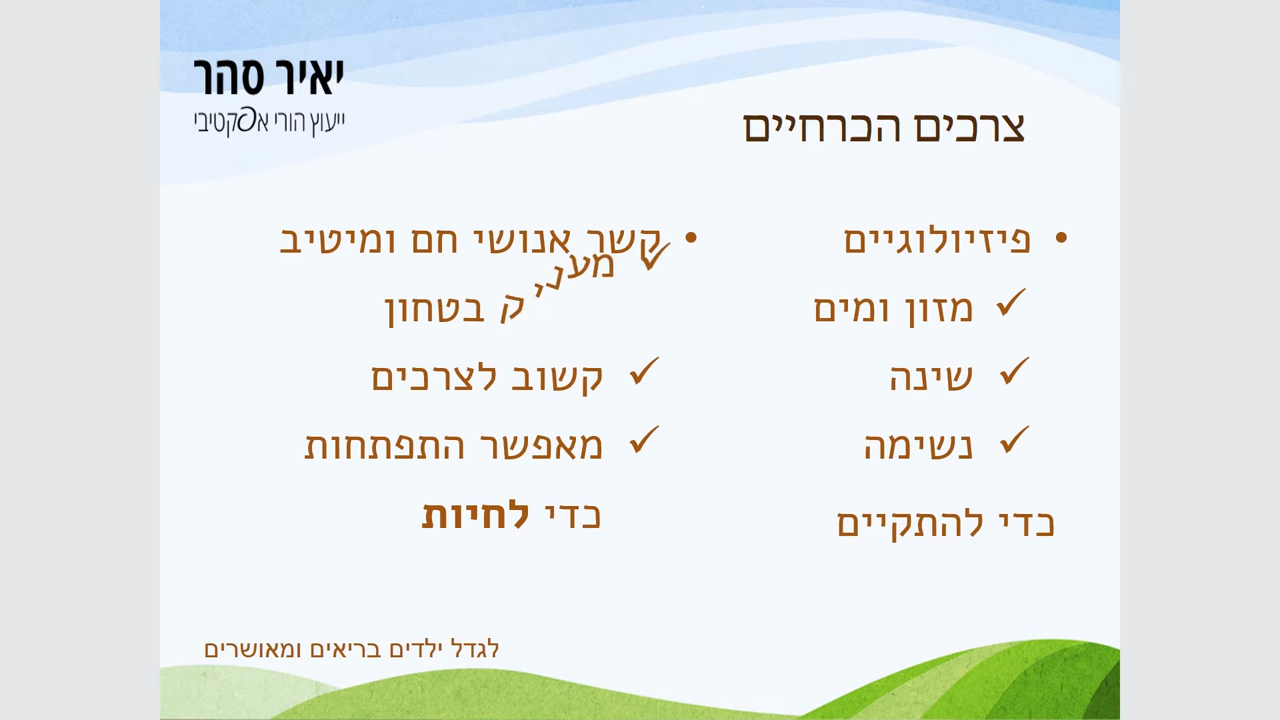 יאיר סהר
ייעוץ הורי אפקטיבי
צרכים הכרחיים
• פיזיולוגיים
✓ מזון ומים
✓ שינה
✓ נשימה
כדי להתקיים
• קשר אנושי חם ומיטיב
✓ מעניק בטחון
✓ קשוב לצרכים
✓ מאפשר התפתחות
כדי לחיות
לגדל ילדים בריאים ומאושרים